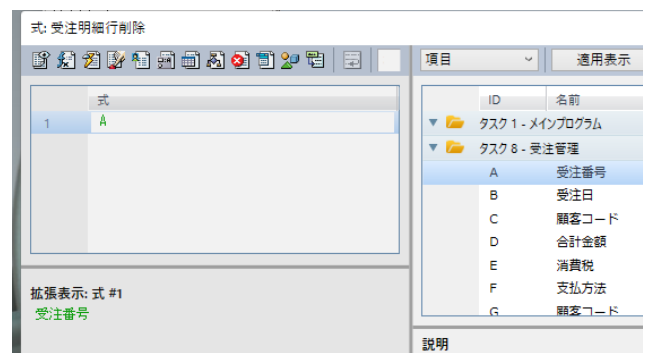 式: 受注明細行削除
項目 適用表示
式
1 A
拡張表示: 式 #1
受注番号
ID 名前
タスク 1 - メインプログラム
タスク 8 - 受注管理
A 受注番号
B 受注日
C 顧客コード
D 合計金額
E 消費税
F 支払方法
G 顧客コード
説明